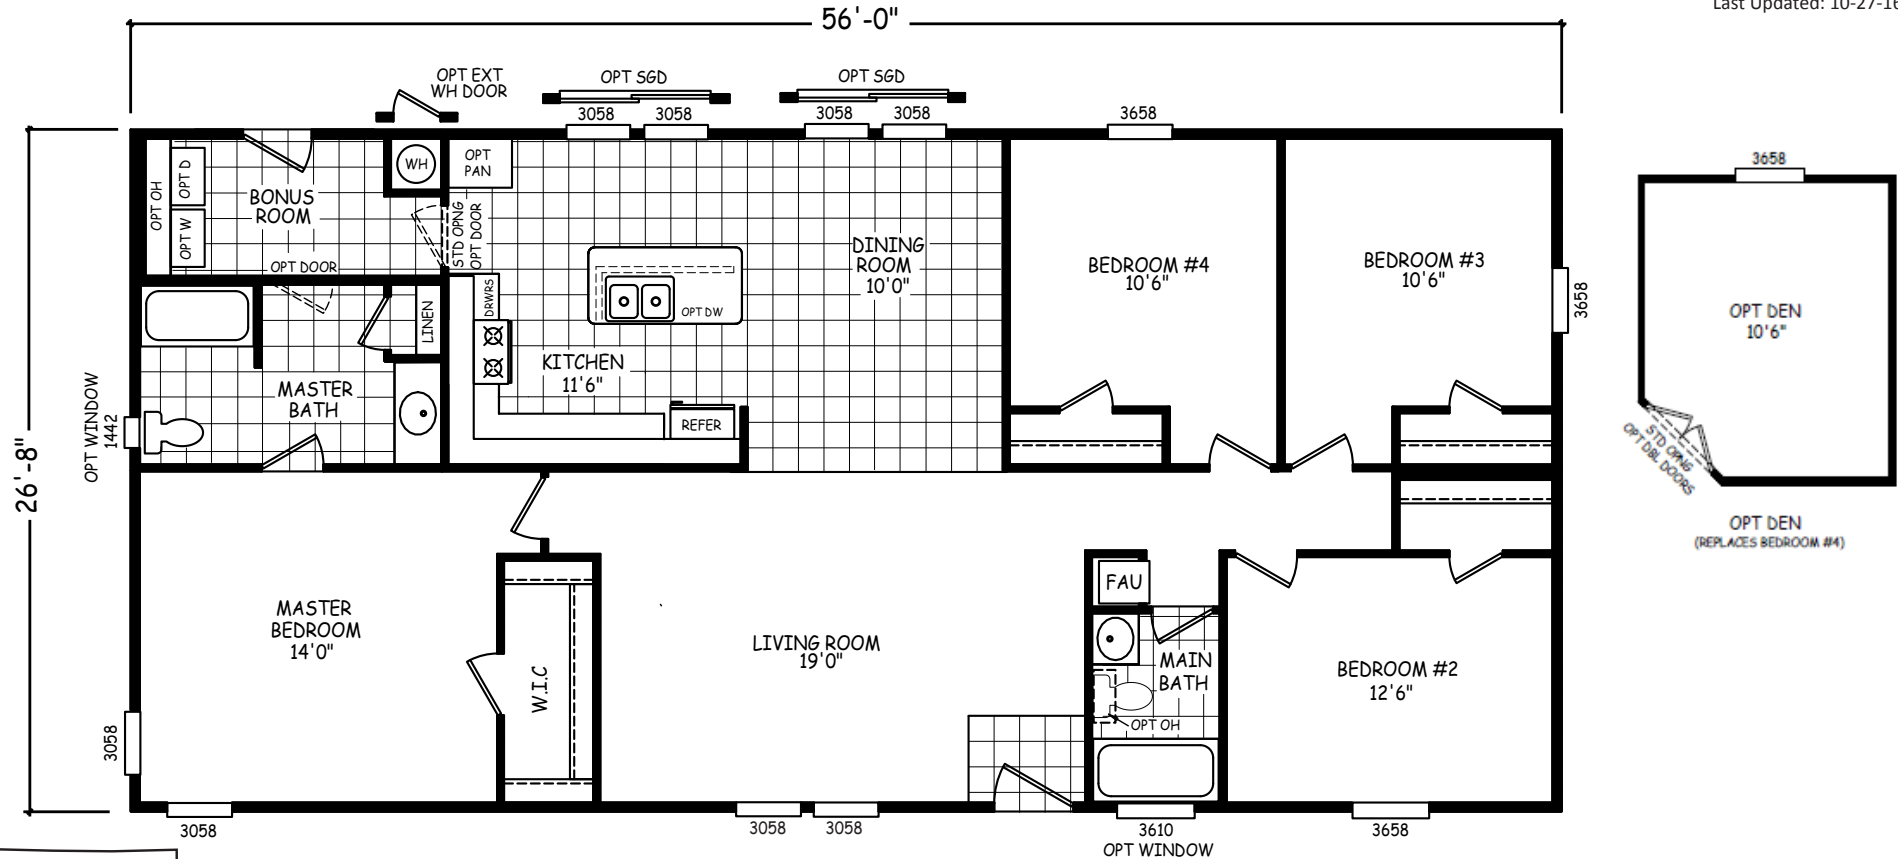 Last Updated: 10-27-16
56'-0"
OPT EXT
WH DOOR
OPT SGD
OPT SGD
3058
3058
3058
3058
3658
3658
OPT OH
OPT D
OPT W
BONUS
ROOM
WH
OPT
PAN
STD OPNG
OPT DOOR
OPT DOOR
DINING
ROOM
10'0"
BEDROOM #4
10'6"
BEDROOM #3
10'6"
3658
OPT DEN
10'6"
LINEN
DRWRS
OPT DW
KITCHEN
11'6"
REFER
MASTER
BATH
OPT WINDOW
1442
26'-8"
STD OPNG
OPT DBL DOORS
OPT DEN
(REPLACES BEDROOM #4)
FAU
MASTER
BEDROOM
14'0"
W.I.C
LIVING ROOM
19'0"
MAIN
BATH
OPT OH
BEDROOM #2
12'6"
3058
3058
3058
3058
3610
OPT WINDOW
3658